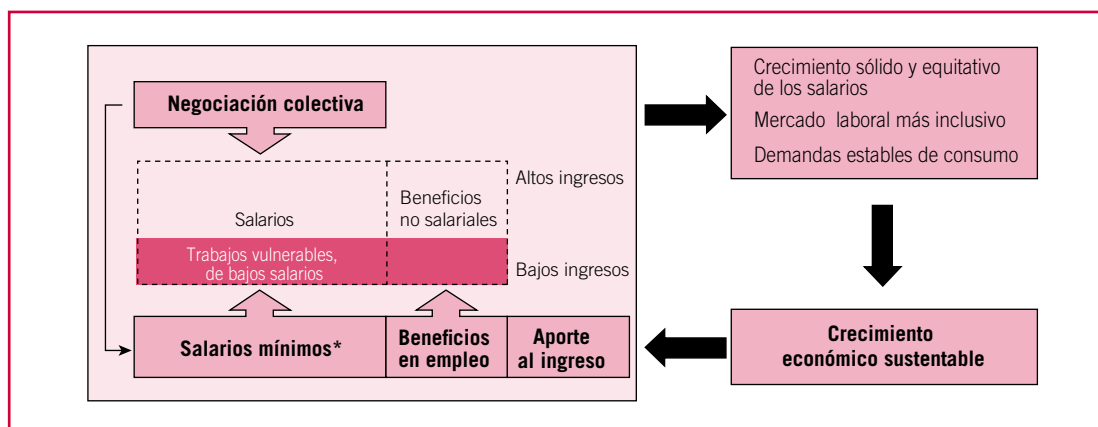 Negociación colectiva
Altos ingresos
Beneficios
no salariales
Salarios
Trabajos vulnerables,
de bajos salarios
Bajos ingresos
Salarios mínimos*
Beneficios
en empleo
Aporte
al ingreso
Crecimiento sólido y equitativo
de los salarios
Mercado laboral más inclusivo
Demandas estables de consumo
Crecimiento
económico sustentable